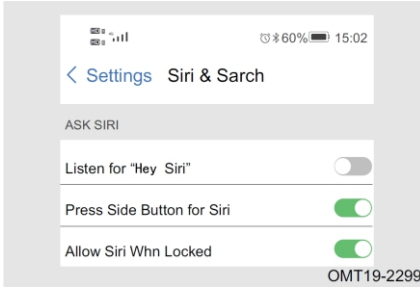 60% 15:02
Settings Siri & Sarch
ASK SIRI
Listen for “Hey Siri”
Press Side Button for Siri
Allow Siri Whn Locked
OMT19-2299